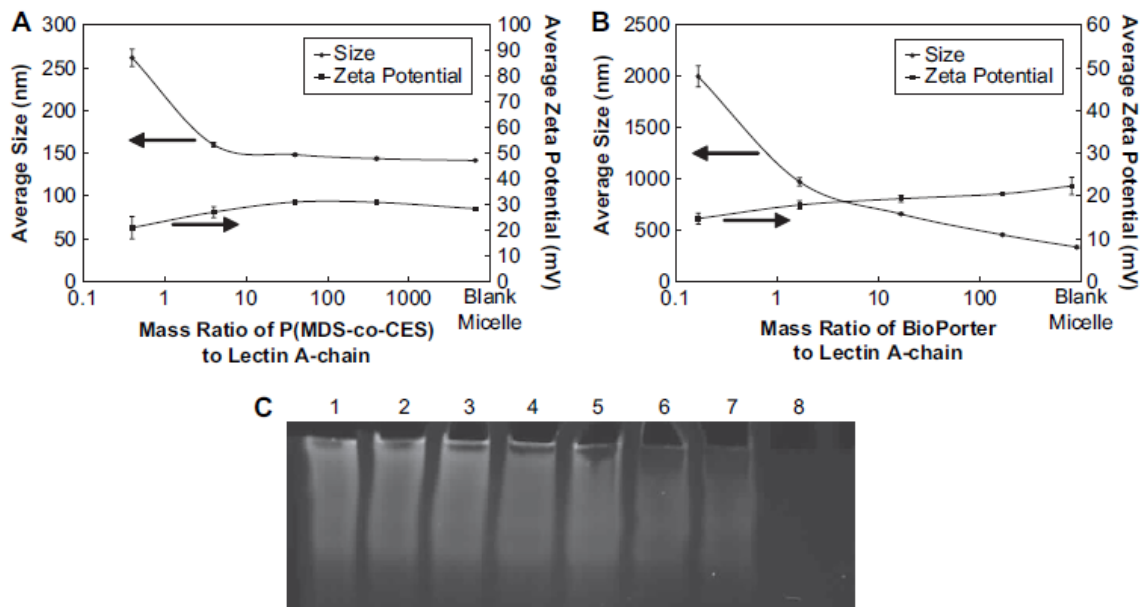 A
Average Size (nm)
300
250
200
150
100
50
0
Size
Zeta Potential
100
90
80
70
60
50
40
30
20
10
0
Average Zeta Potential (mV)
0.1 1 10 100 1000 Blank
Micelle
Mass Ratio of P(MDS-co-CES)
to Lectin A-chain
B
Average Size (nm)
2500
2000
1500
1000
500
0
Size
Zeta Potential
60
50
40
30
20
10
0
Average Zeta Potential (mV)
0.1 1 10 100 Blank
Micelle
Mass Ratio of BioPorter
to Lectin A-chain
C 1 2 3 4 5 6 7 8